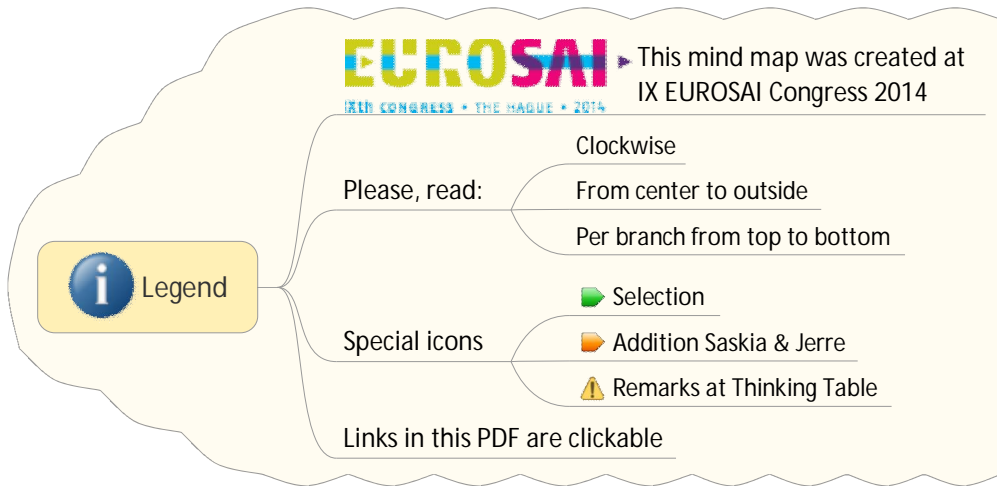 EUROSAI
IXth CONGRESS • THE HAGUE • 2014
This mind map was created at
IX EUROSAI Congress 2014
Please, read:
Clockwise
From center to outside
Per branch from top to bottom
i
Legend
Special icons
Selection
Addition Saskia & Jerre
Remarks at Thinking Table
Links in this PDF are clickable